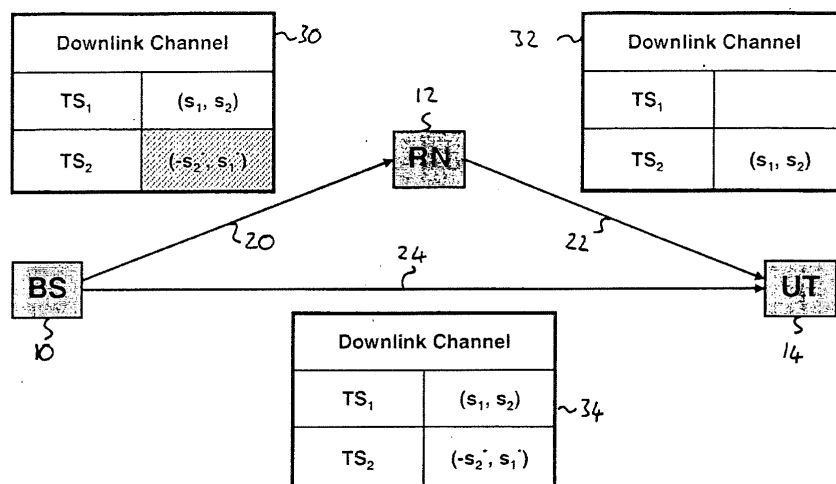 Downlink Channel
30
TS₁ (s₁, s₂)
TS₂ (-s₂*, s₁*)
32
Downlink Channel
TS₁
TS₂ (s₁, s₂)
12
RN
20
22
24
BS
10
UT
14
Downlink Channel
TS₁ (s₁, s₂)
34
TS₂ (-s₂*, s₁*)